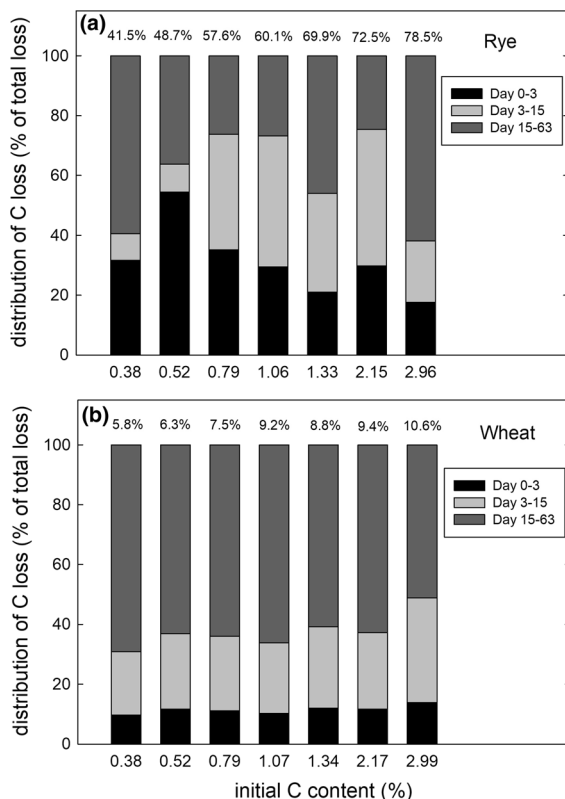 (a)
41.5% 48.7% 57.6% 60.1% 69.9% 72.5% 78.5%
Rye
Day 0-3
Day 3-15
Day 15-63
distribution of C loss (% of total loss)
100
80
60
40
20
0
0.38 0.52 0.79 1.06 1.33 2.15 2.96
(b)
5.8% 6.3% 7.5% 9.2% 8.8% 9.4% 10.6%
Wheat
Day 0-3
Day 3-15
Day 15-63
distribution of C loss (% of total loss)
100
80
60
40
20
0
0.38 0.52 0.79 1.07 1.34 2.17 2.99
initial C content (%)